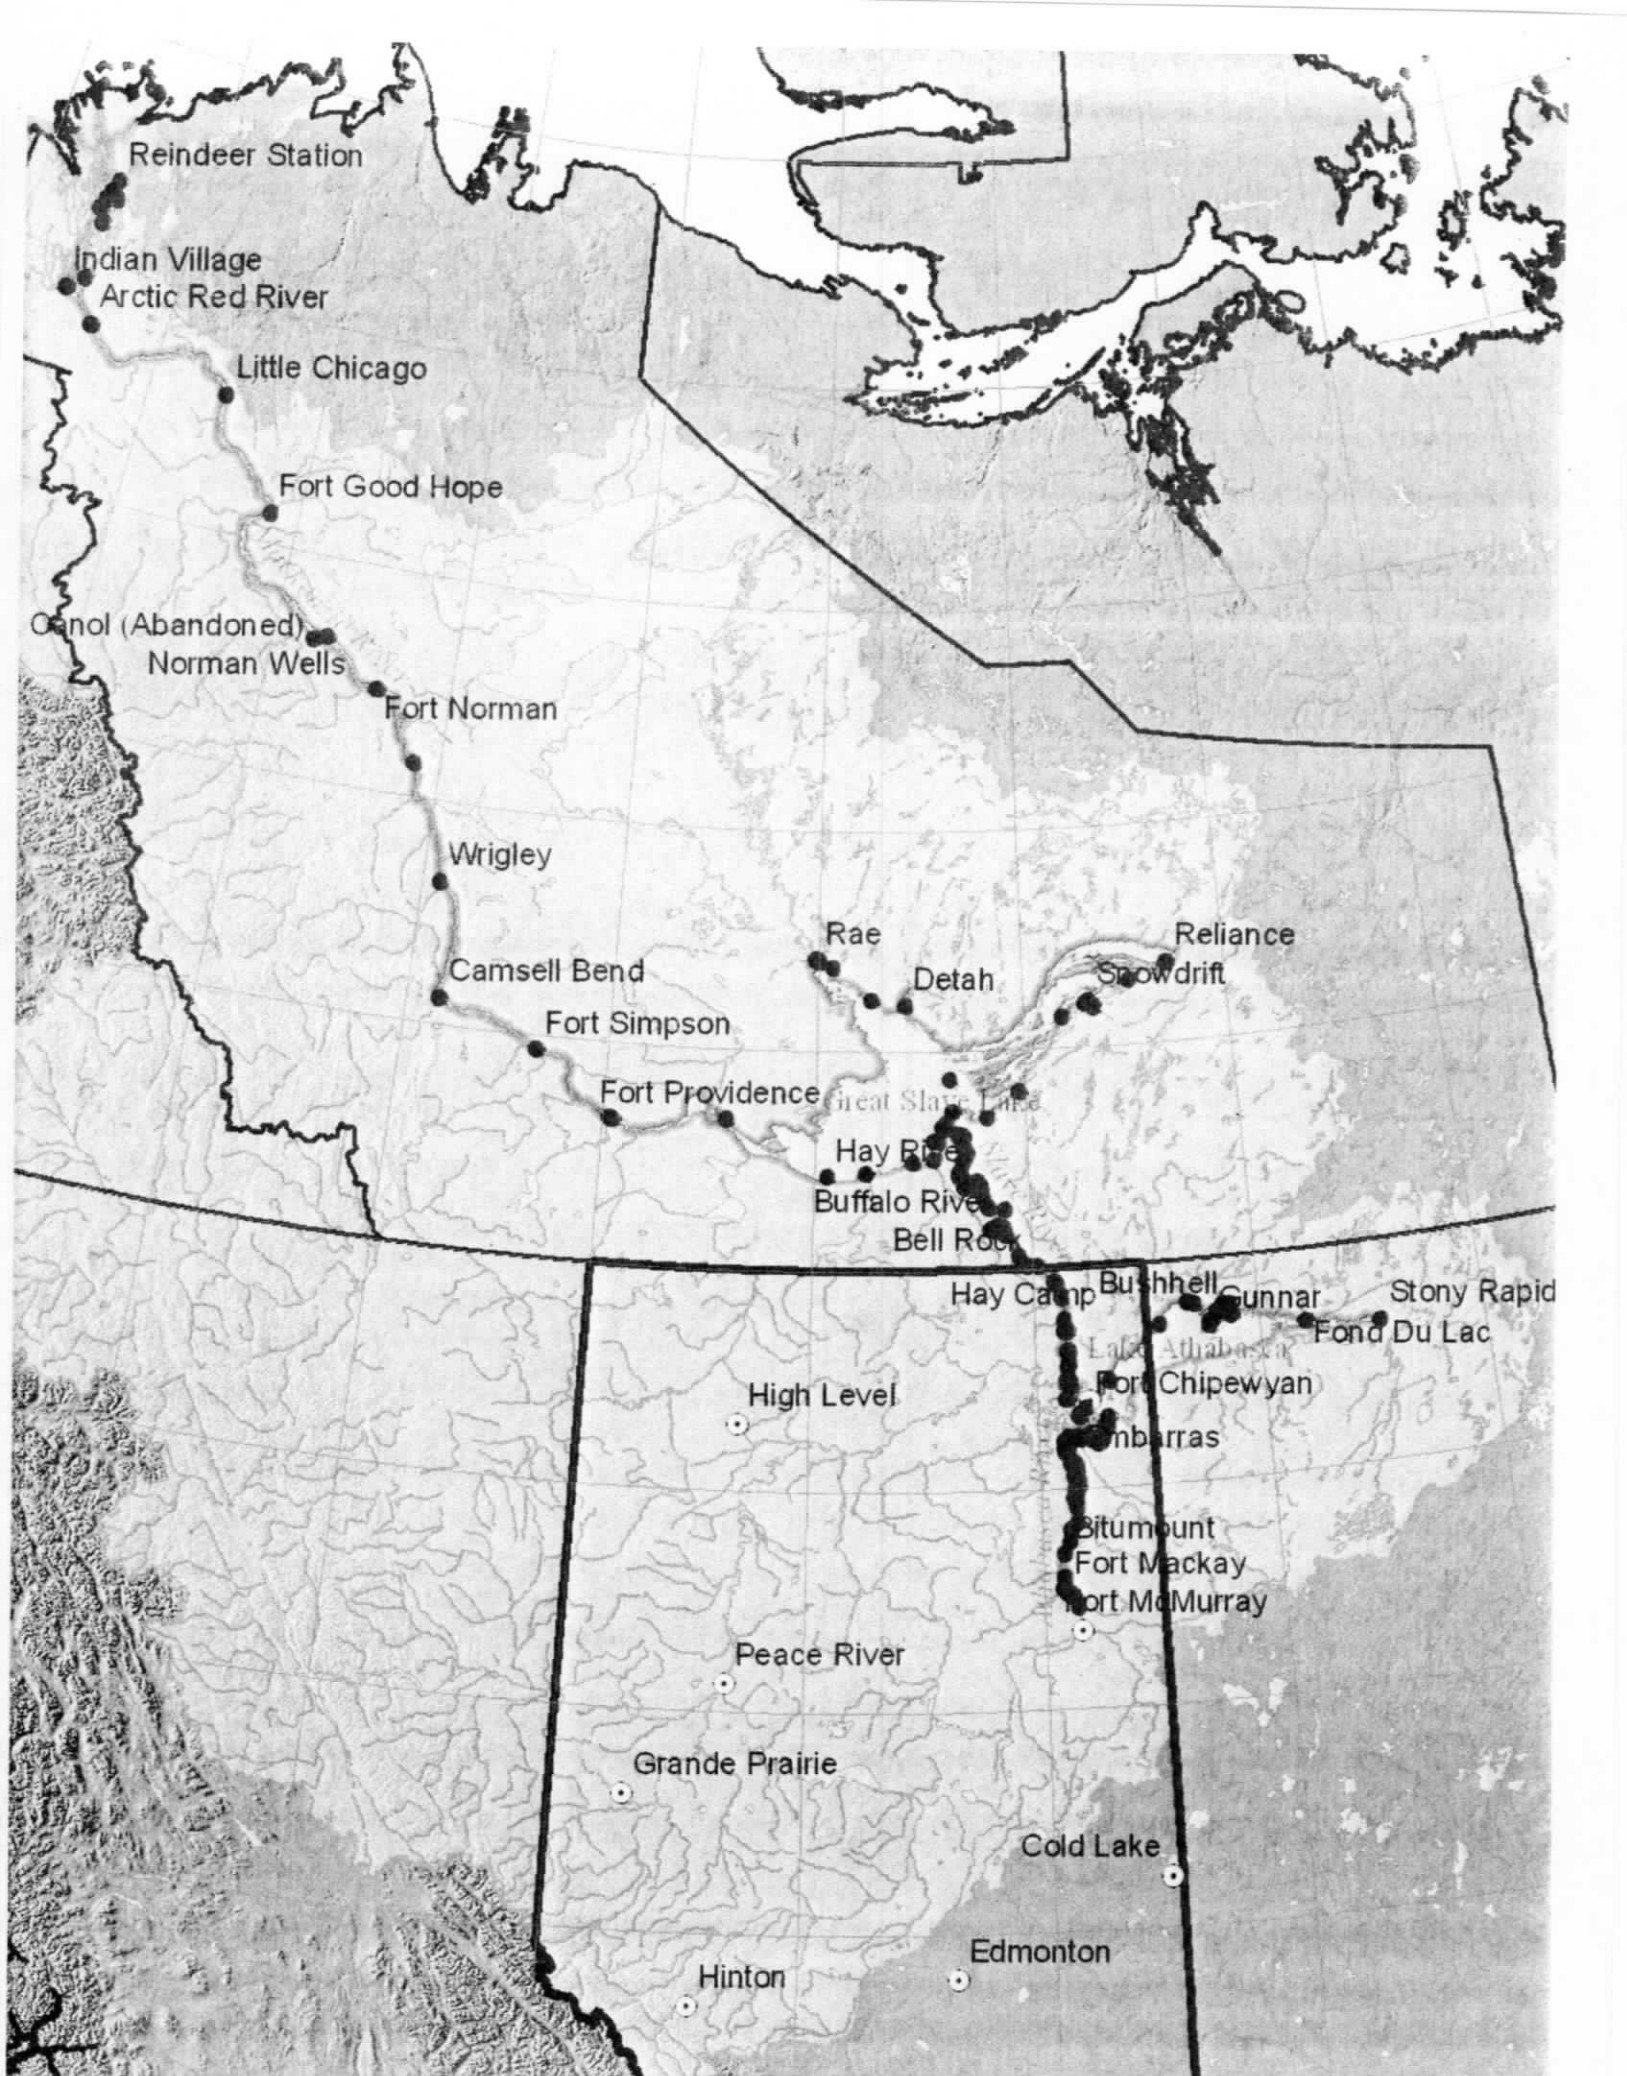 Reindeer Station
Indian Village
Arctic Red River
Little Chicago
Fort Good Hope
Canol (Abandoned)
Norman Wells
Fort Norman
Wrigley
Rae
Reliance
Camsell Bend
Detah
Snowdrift
Fort Simpson
Fort Providence
Great Slave Lake
Hay River
Buffalo River
Bell Rock
Hay Camp
Bushhell
Gunnar
Stony Rapid
Fond Du Lac
Lake Athabasca
Fort Chipewyan
High Level
Embarras
Bitumount
Fort Mackay
Fort McMurray
Peace River
Grande Prairie
Cold Lake
Edmonton
Hinton